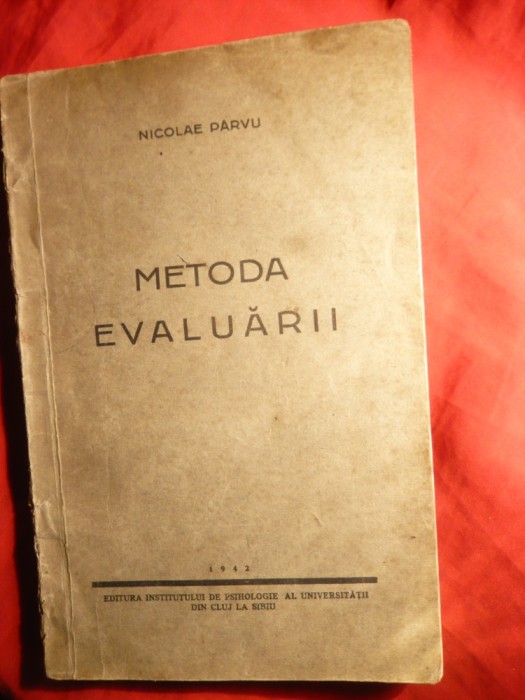 NICOLAE PÂRVU
METODA
EVALUĂRII
1942
EDITURA INSTITUTULUI DE PSIHOLOGIE AL UNIVERSITĂȚII
DIN CLUJ LA SIBIU